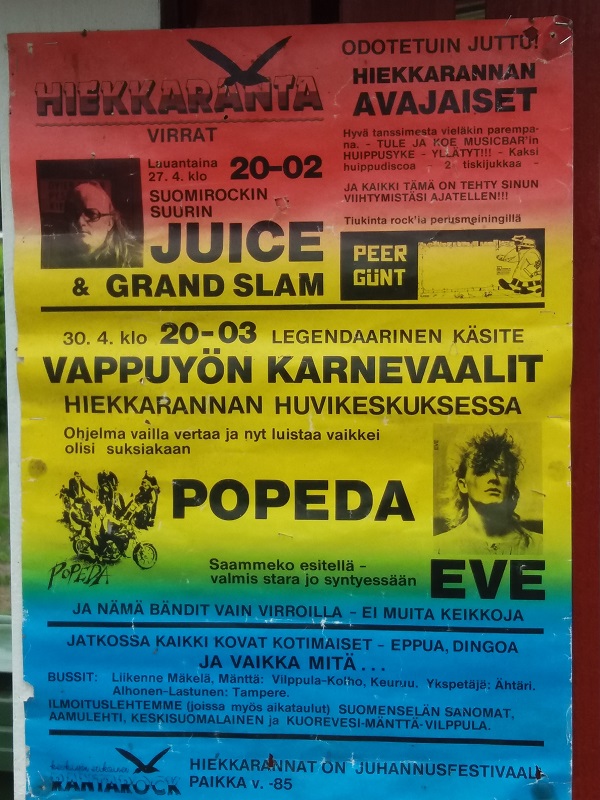 HIEKKARANTA
VIRRAT
ODOTETUIN JUTTU!
HIEKKARANNAN
AVAJAISET
Hyvä tanssimesta vieläkin parempa-
na. - TULE JA KOE MUSICBAR'in
HUIPPUSYKE - YLLÄTYT!!! - Kaksi
huippudiscoa - 2 tiskijukkaa -
JA KAIKKI TÄMÄ ON TEHTY SINUN
VIIHTYMISTÄSI AJATELLEN!!!
Tiukinta rock'ia perusmeiningillä
PEER
GÜNT
Lauantaina
27. 4. klo 20-02
SUOMIROCKIN
SUURIN
JUICE
& GRAND SLAM
30. 4. klo 20-03 LEGENDAARINEN KÄSITE
VAPPUYÖN KARNEVAALIT
HIEKKARANNAN HUVIKESKUKSESSA
Ohjelma vailla vertaa ja nyt luistaa vaikkei
olisi suksiakaan
POPEDA
POPEDA
EVE
Saammeko esitellä -
valmis stara jo syntyessään
EVE
JA NÄMÄ BÄNDIT VAIN VIRROILLA - EI MUITA KEIKKOJA
JATKOSSA KAIKKI KOVAT KOTIMAISET - EPPUA, DINGOA
JA VAIKKA MITÄ . . .
BUSSIT: Liikenne Mäkelä, Mänttä: Vilppula-Kolho, Keuruu. Ykspetäjä: Ähtäri.
Alhonen-Lastunen: Tampere.
ILMOITUSLEHTEMME (joissa myös aikataulut) SUOMENSELÄN SANOMAT,
AAMULEHTI, KESKISUOMALAINEN ja KUOREVESI-MÄNTTÄ-VILPPULA.
RANTAROCK
HIEKKARANNAT ON JUHANNUSFESTIVAALI
PAIKKA v. -85